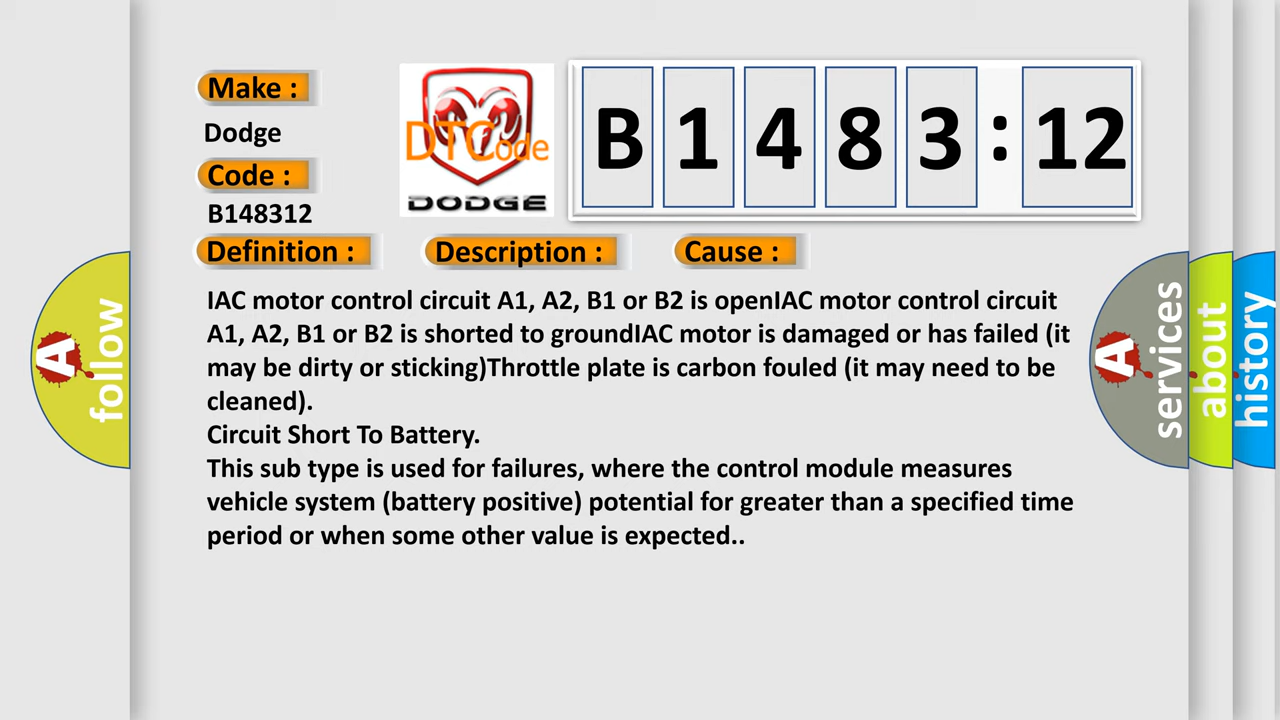 Make :
Dodge
Code :
B148312
DTCode
DODGE
B1483:12
Definition :
Description :
Cause :
IAC motor control circuit A1, A2, B1 or B2 is openIAC motor control circuit
A1, A2, B1 or B2 is shorted to groundIAC motor is damaged or has failed (it
may be dirty or sticking)Throttle plate is carbon fouled (it may need to be
cleaned).
Circuit Short To Battery.
This sub type is used for failures, where the control module measures
vehicle system (battery positive) potential for greater than a specified time
period or when some other value is expected..
A
follow
A
services
about
history